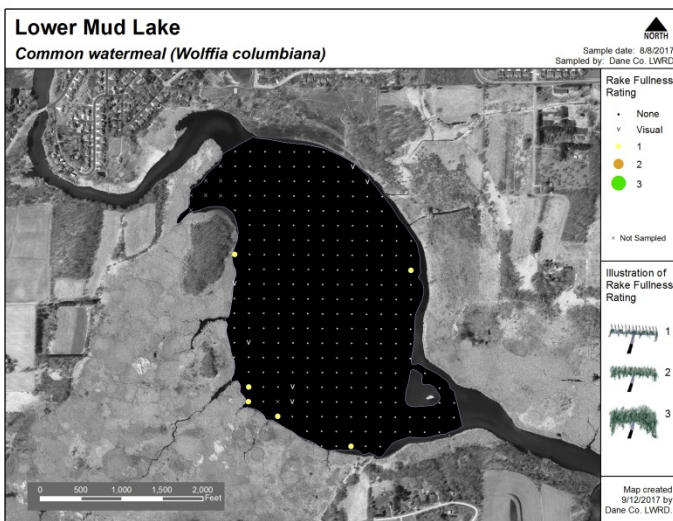 Lower Mud Lake
Common watermeal (Wolffia columbiana)
NORTH
Sample date: 8/8/2017
Sampled by: Dane Co. LWRD
Rake Fullness
Rating
None
v Visual
1
2
3
× Not Sampled
Illustration of
Rake Fullness
Rating
1
2
3
0 500 1,000 1,500 2,000
Feet
Map created
9/12/2017 by
Dane Co. LWRD.